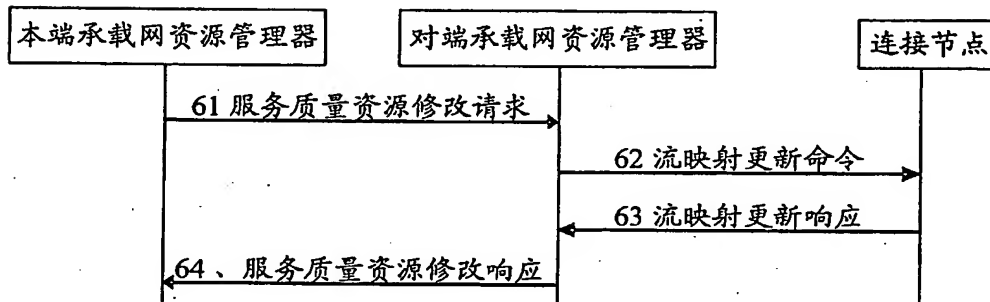 本端承载网资源管理器
对端承载网资源管理器
连接节点
61 服务质量资源修改请求
62 流映射更新命令
63 流映射更新响应
64 、服务质量资源修改响应